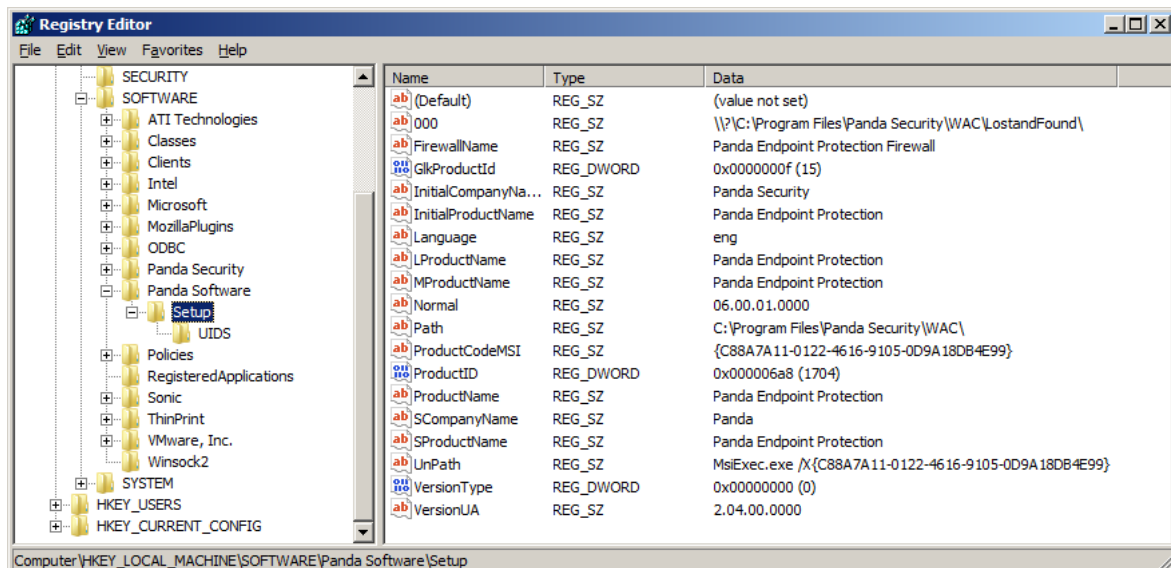 Registry Editor
File Edit View Favorites Help
SECURITY
SOFTWARE
ATI Technologies
Classes
Clients
Intel
Microsoft
MozillaPlugins
ODBC
Panda Security
Panda Software
Setup
UIDS
Policies
RegisteredApplications
Sonic
ThinPrint
VMware, Inc.
Winsock2
SYSTEM
HKEY_USERS
HKEY_CURRENT_CONFIG
Name Type Data
(Default) REG_SZ (value not set)
000 REG_SZ \\?\C:\Program Files\Panda Security\WAC\LostandFound\
FirewallName REG_SZ Panda Endpoint Protection Firewall
GlkProductId REG_DWORD 0x0000000f (15)
InitialCompanyNa... REG_SZ Panda Security
InitialProductName REG_SZ Panda Endpoint Protection
Language REG_SZ eng
LProductName REG_SZ Panda Endpoint Protection
MProductName REG_SZ Panda Endpoint Protection
Normal REG_SZ 06.00.01.0000
Path REG_SZ C:\Program Files\Panda Security\WAC\
ProductCodeMSI REG_SZ {C88A7A11-0122-4616-9105-0D9A18DB4E99}
ProductID REG_DWORD 0x000006a8 (1704)
ProductName REG_SZ Panda Endpoint Protection
SCompanyName REG_SZ Panda
SProductName REG_SZ Panda Endpoint Protection
UnPath REG_SZ MsiExec.exe /X{C88A7A11-0122-4616-9105-0D9A18DB4E99}
VersionType REG_DWORD 0x00000000 (0)
VersionUA REG_SZ 2.04.00.0000
Computer\HKEY_LOCAL_MACHINE\SOFTWARE\Panda Software\Setup